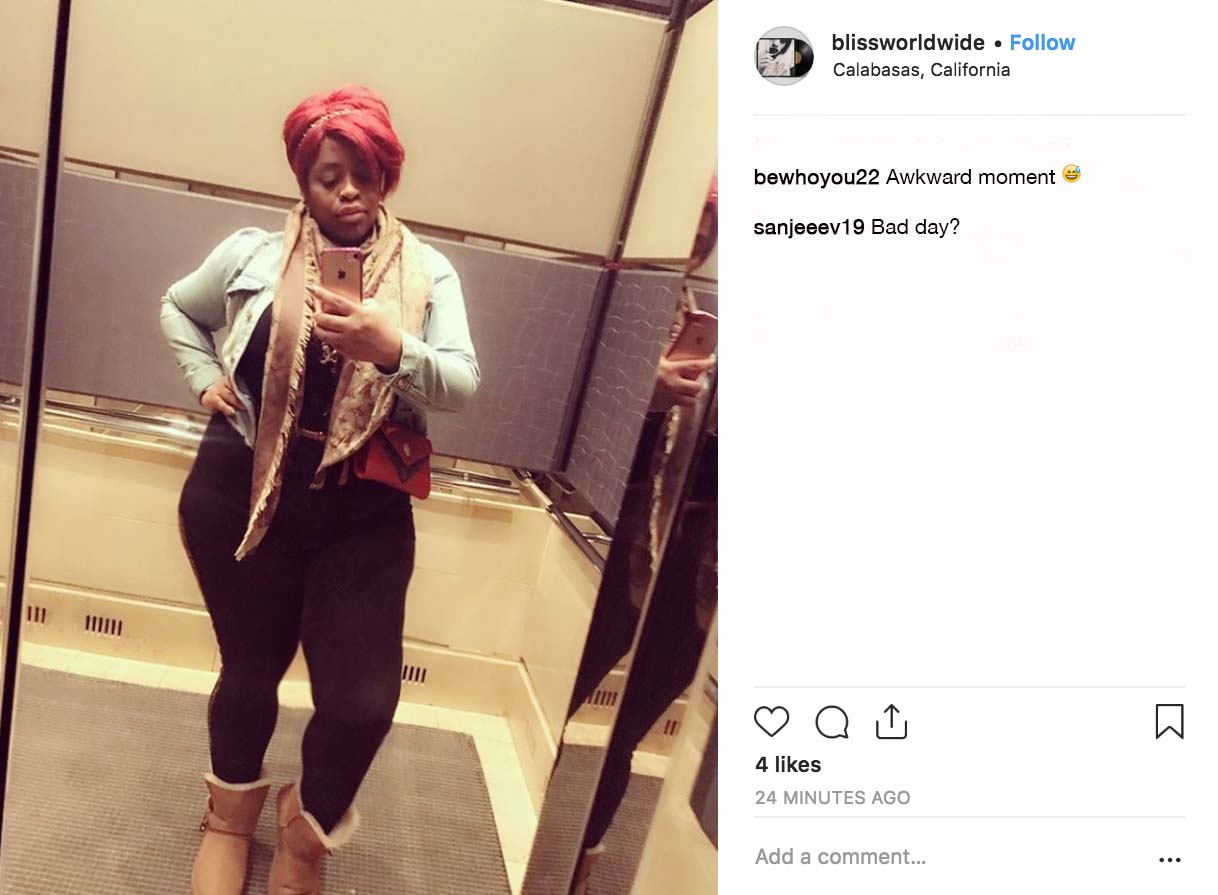 blissworldwide • Follow
Calabasas, California
bewhoyou22 Awkward moment 😅
sanjeeev19 Bad day?
4 likes
24 MINUTES AGO
Add a comment...